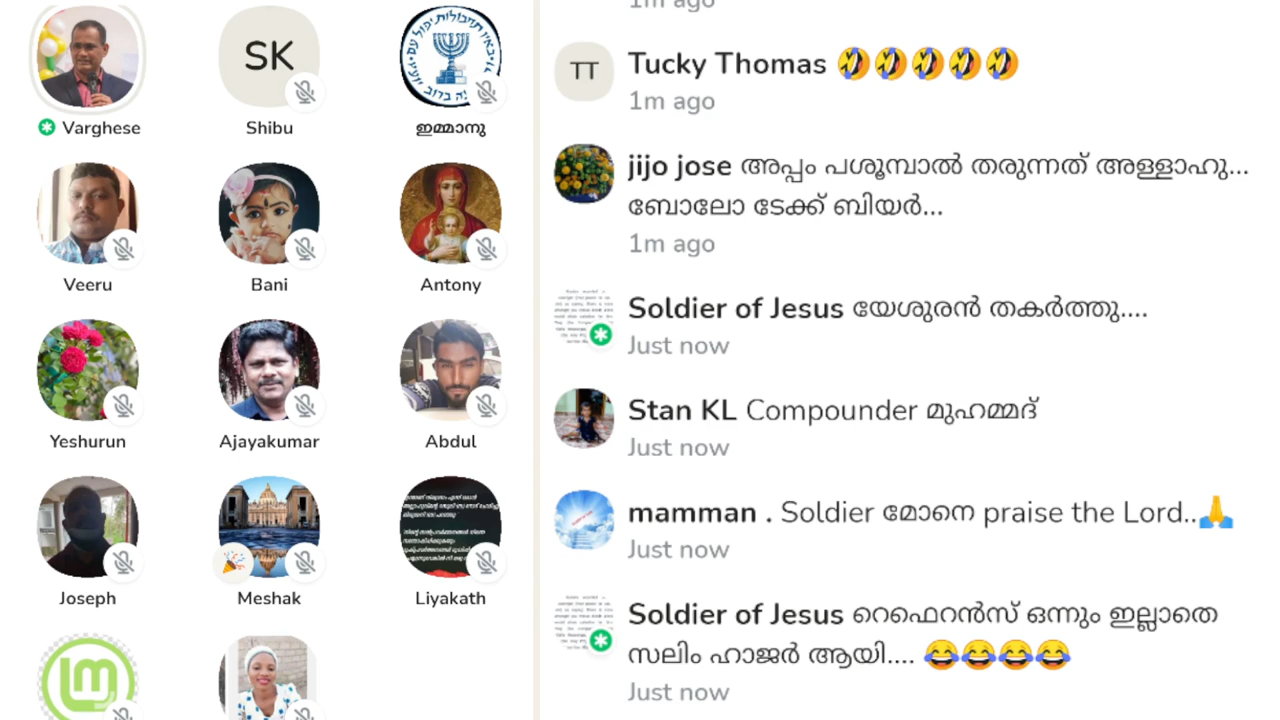 SK
Varghese
Shibu
ഇമ്മാനു
Veeru
Bani
Antony
Yeshurun
Ajayakumar
Abdul
Joseph
Meshak
Liyakath
1m ago
TT
Tucky Thomas 🤣🤣🤣🤣🤣
1m ago
jijo jose അപ്പം പശൂമ്പാൽ തരുന്നത് അള്ളാഹു...
ബോലോ ടേക്ക് ബിയർ...
1m ago
Soldier of Jesus യേശുരൻ തകർത്തു....
Just now
Stan KL Compounder മുഹമ്മദ്
Just now
mamman . Soldier മോനെ praise the Lord..🙏
Just now
Soldier of Jesus റെഫെറൻസ് ഒന്നും ഇല്ലാതെ
സലിം ഹാജർ ആയി.... 😂😂😂😂
Just now